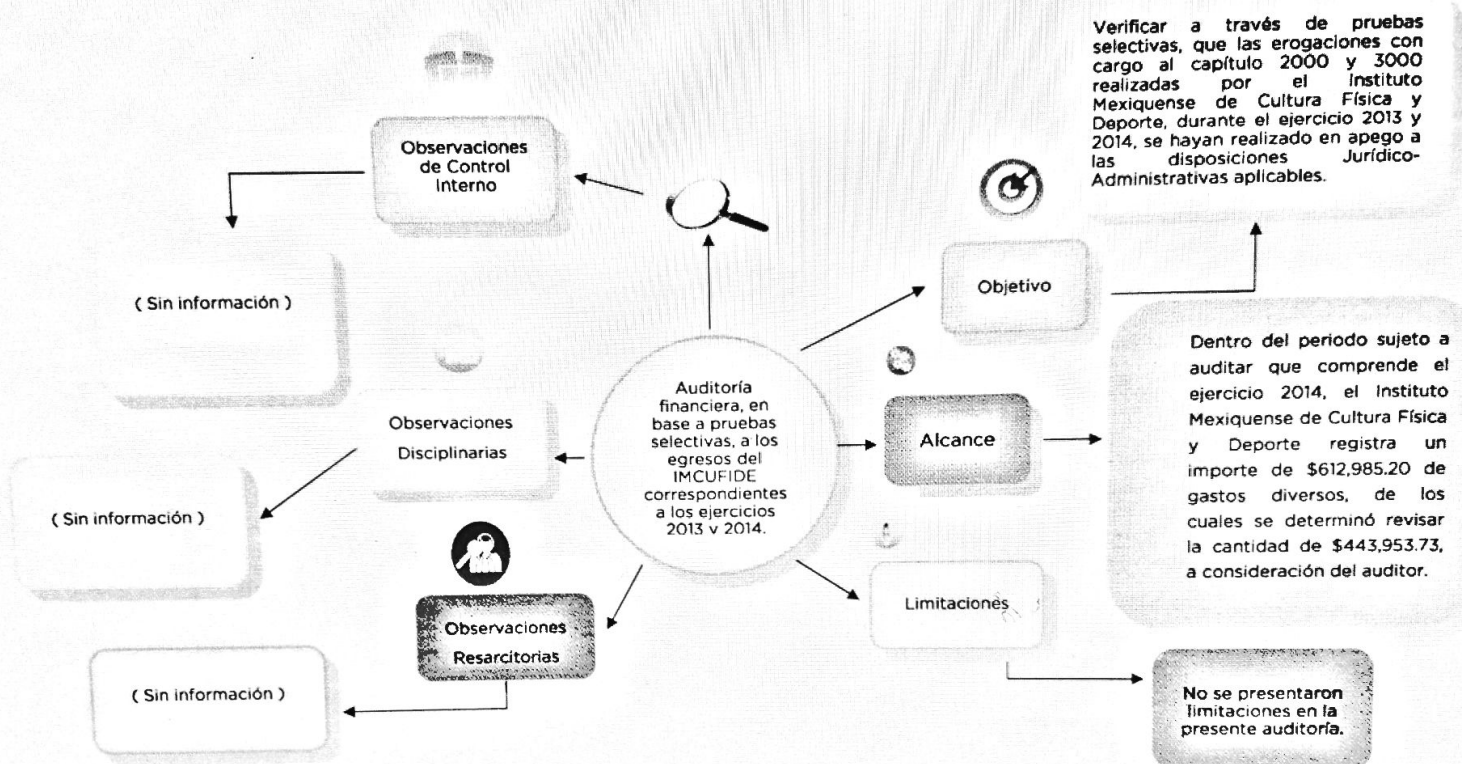 Verificar a través de pruebas
selectivas, que las erogaciones con
cargo al capítulo 2000 y 3000
realizadas por el Instituto
Mexiquense de Cultura Física y
Deporte, durante el ejercicio 2013 y
2014, se hayan realizado en apego a
las disposiciones Jurídico-
Administrativas aplicables.
Observaciones
de Control
Interno
( Sin información )
Objetivo
Observaciones
Disciplinarias
( Sin información )
Auditoría
financiera, en
base a pruebas
selectivas, a los
egresos del
IMCUFIDE
correspondientes
a los ejercicios
2013 y 2014.
Alcance
Dentro del periodo sujeto a
auditar que comprende el
ejercicio 2014, el Instituto
Mexiquense de Cultura Física
y Deporte registra un
importe de $612,985.20 de
gastos diversos, de los
cuales se determinó revisar
la cantidad de $443,953.73,
a consideración del auditor.
Observaciones
Resarcitorias
( Sin información )
Limitaciones
No se presentaron
limitaciones en la
presente auditoría.